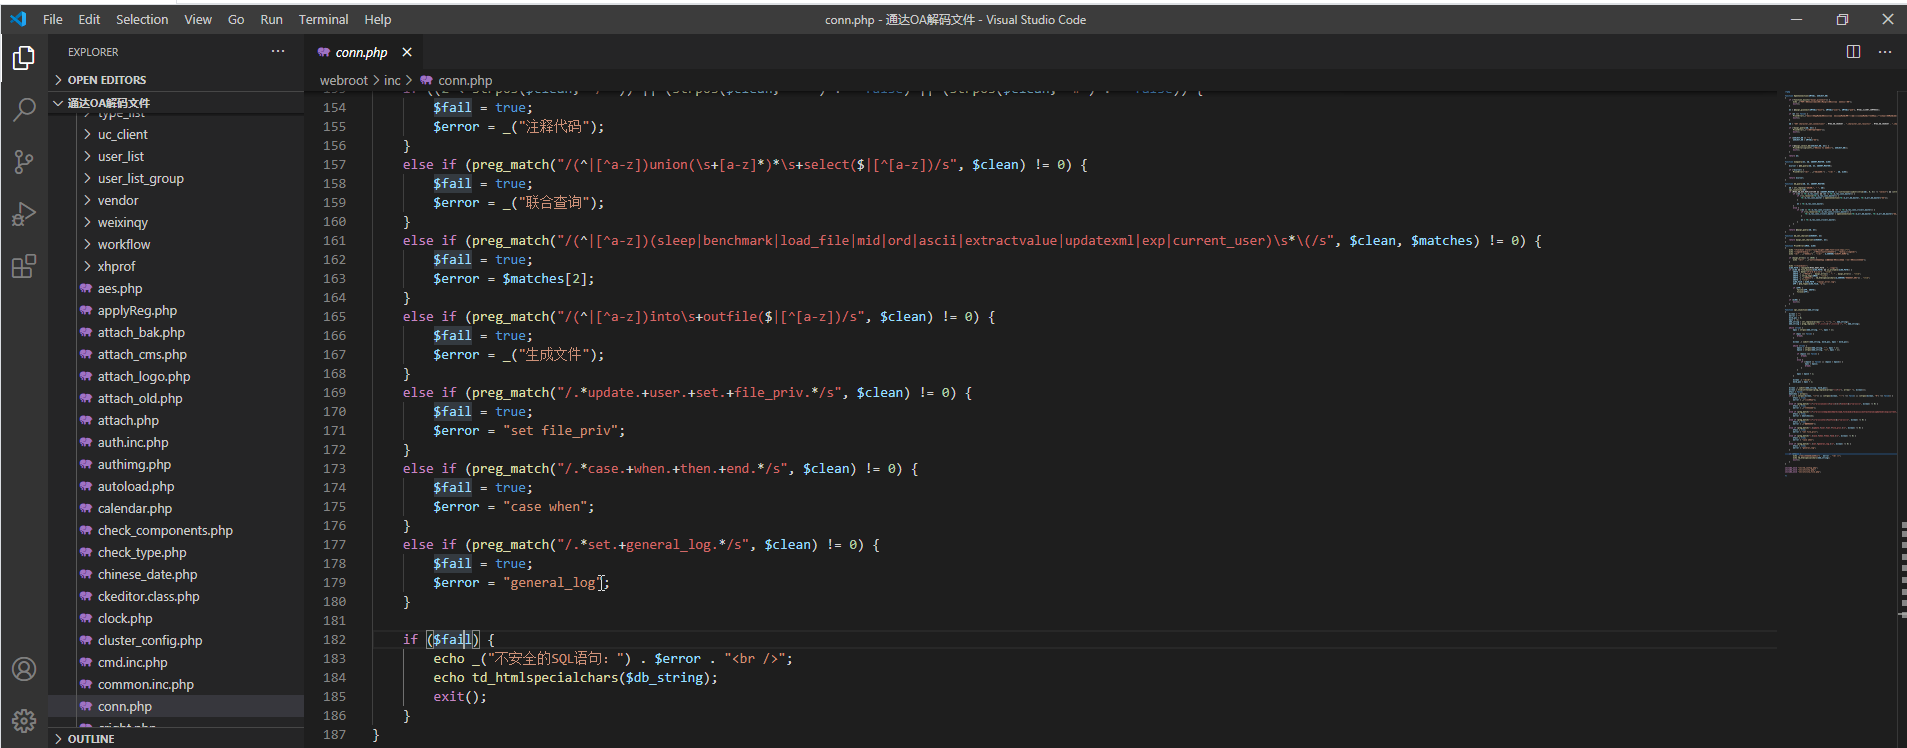 File Edit Selection View Go Run Terminal Help
conn.php - 通达OA解码文件 - Visual Studio Code
EXPLORER
OPEN EDITORS
通达OA解码文件
type_list
uc_client
user_list
user_list_group
vendor
weixinqy
workflow
xhprof
aes.php
applyReg.php
attach_bak.php
attach_cms.php
attach_logo.php
attach_old.php
attach.php
auth.inc.php
authimg.php
autoload.php
calendar.php
check_components.php
check_type.php
chinese_date.php
ckeditor.class.php
clock.php
cluster_config.php
cmd.inc.php
common.inc.php
conn.php
cright.php
OUTLINE
conn.php
webroot > inc > conn.php
154 $fail = true;
155 $error = _("注释代码");
156 }
157 else if (preg_match("/(^|[^a-z])union(\s+[a-z]*)*\s+select($|[^[a-z])/s", $clean) != 0) {
158 $fail = true;
159 $error = _("联合查询");
160 }
161 else if (preg_match("/(^|[^a-z])(sleep|benchmark|load_file|mid|ord|ascii|extractvalue|updatexml|exp|current_user)\s*\(/s", $clean, $matches) != 0) {
162 $fail = true;
163 $error = $matches[2];
164 }
165 else if (preg_match("/(^|[^a-z])into\s+outfile($|[^[a-z])/s", $clean) != 0) {
166 $fail = true;
167 $error = _("生成文件");
168 }
169 else if (preg_match("/.*update.+user.+set.+file_priv.*/s", $clean) != 0) {
170 $fail = true;
171 $error = "set file_priv";
172 }
173 else if (preg_match("/.*case.+when.+then.+end.*/s", $clean) != 0) {
174 $fail = true;
175 $error = "case when";
176 }
177 else if (preg_match("/.*set.+general_log.*/s", $clean) != 0) {
178 $fail = true;
179 $error = "general_log";
180 }
181
182 if ($fail) {
183 echo _("不安全的SQL语句：") . $error . "<br />";
184 echo td_htmlspecialchars($db_string);
185 exit();
186 }
187 }